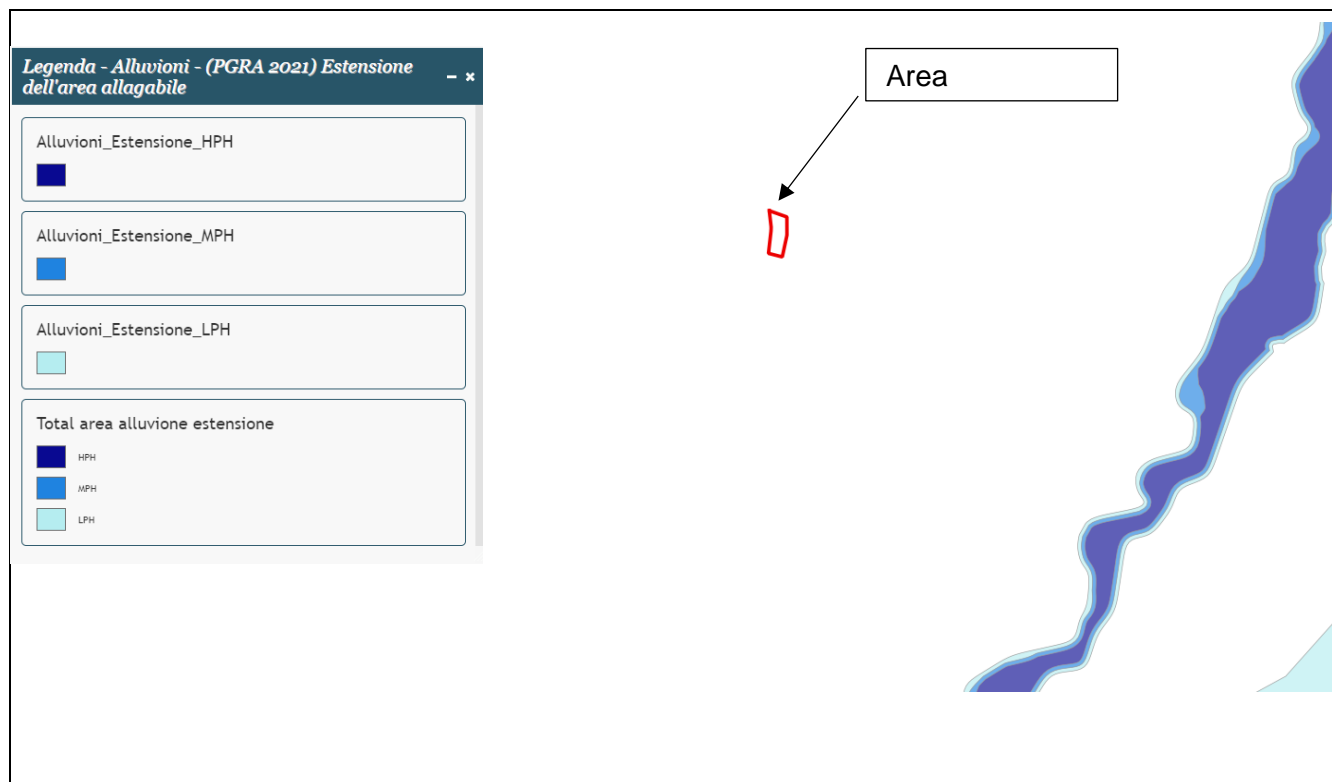 Legenda - Alluvioni - (PGRA 2021) Estensione
dell'area allagabile
Alluvioni_Estensione_HPH
Alluvioni_Estensione_MPH
Alluvioni_Estensione_LPH
Total area alluvione estensione
HPH
MPH
LPH
Area